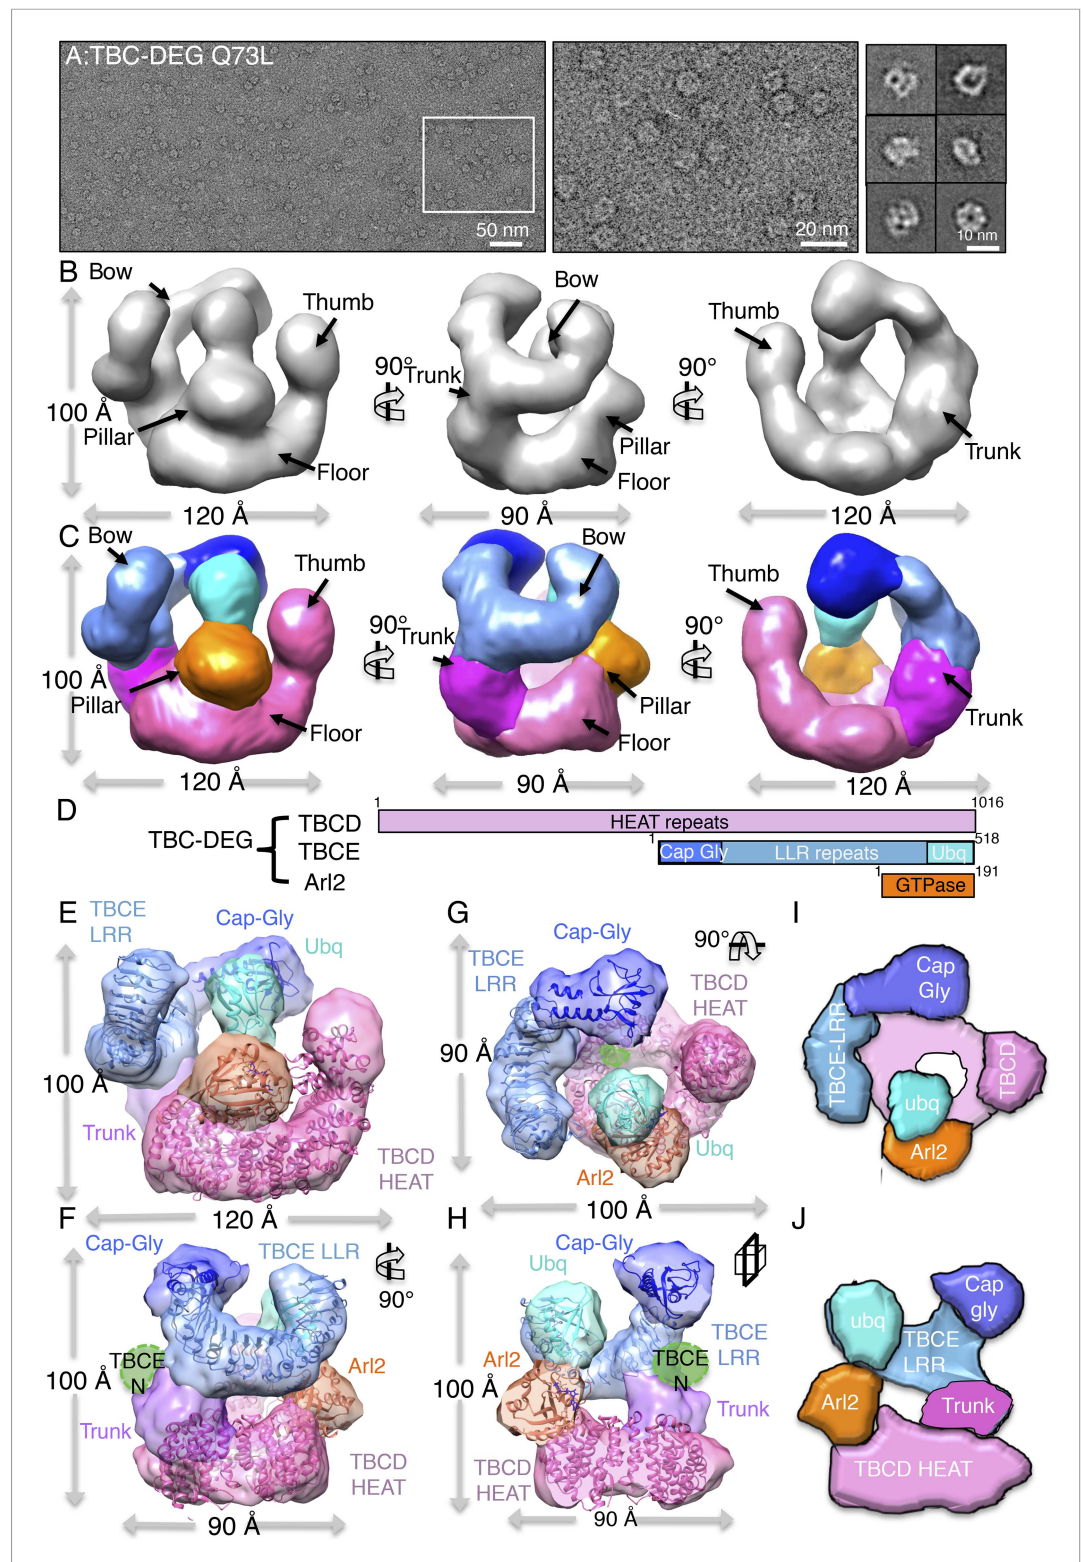 A:TBC-DEG Q73L
50 nm
20 nm
10 nm
B
Bow
Thumb
100 Å
Pillar
Floor
120 Å
90°
Trunk
Bow
Pillar
Floor
90 Å
90°
Thumb
Trunk
120 Å
C
Bow
Thumb
100 Å
Pillar
Floor
120 Å
90°
Trunk
Bow
Pillar
Floor
90 Å
90°
Thumb
Trunk
120 Å
D
TBC-DEG
TBCD
TBCE
Arl2
1
HEAT repeats
1016
1
Cap Gly
LLR repeats
Ubq
518
1
GTPase
191
E
TBCE
LRR
Cap-Gly
Ubq
100 Å
Trunk
TBCD
HEAT
120 Å
G
Cap-Gly
90°
TBCE
LRR
TBCD
HEAT
90 Å
Ubq
Arl2
100 Å
I
Cap
Gly
TBCE-LRR
TBCD
ubq
Arl2
F
Cap-Gly
TBCE LLR
90°
TBCE
N
Arl2
100 Å
Trunk
TBCD
HEAT
90 Å
H
Cap-Gly
Ubq
TBCE
LRR
Arl2
TBCE
N
100 Å
Trunk
TBCD
HEAT
90 Å
J
Cap
gly
ubq
TBCE
LRR
Arl2
Trunk
TBCD HEAT